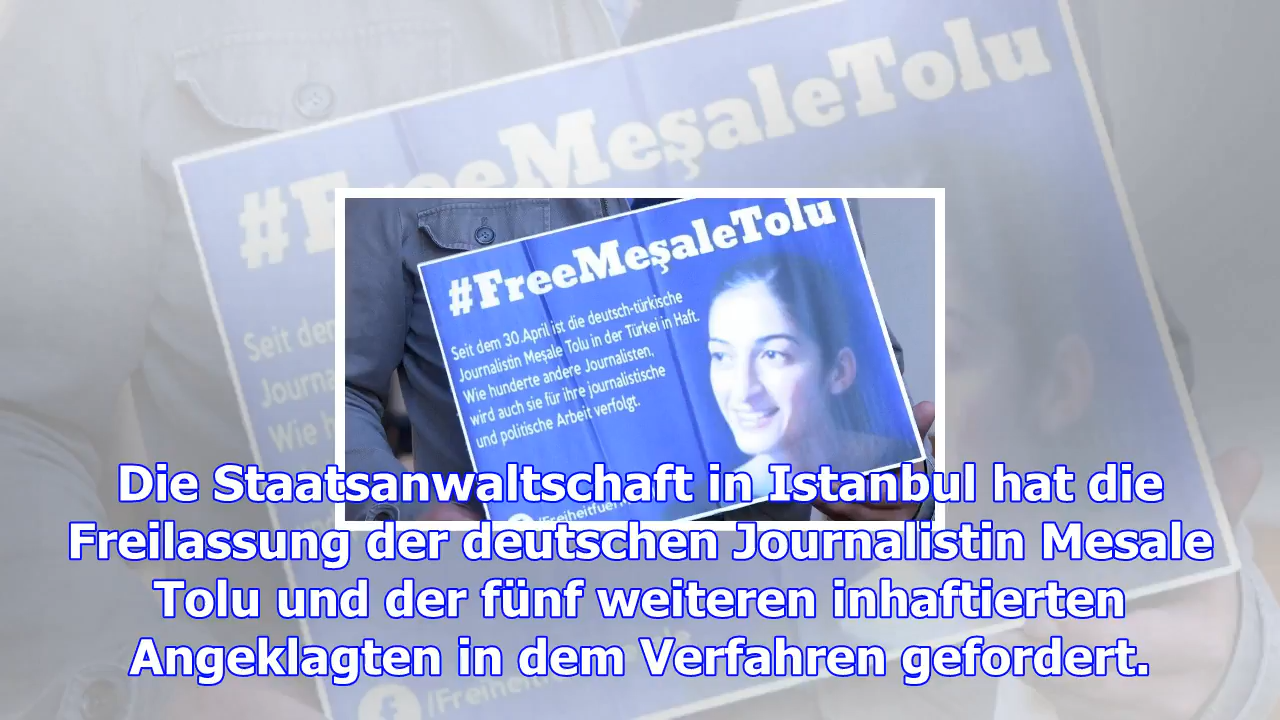 #FreeMeşaleTolu
Seit dem 30.April ist die deutsch-türkische
Journalistin Meşale Tolu in der Türkei in Haft.
Wie hunderte andere Journalisten,
wird auch sie für ihre journalistische
und politische Arbeit verfolgt.
Die Staatsanwaltschaft in Istanbul hat die
Freilassung der deutschen Journalistin Mesale
Tolu und der fünf weiteren inhaftierten
Angeklagten in dem Verfahren gefordert.